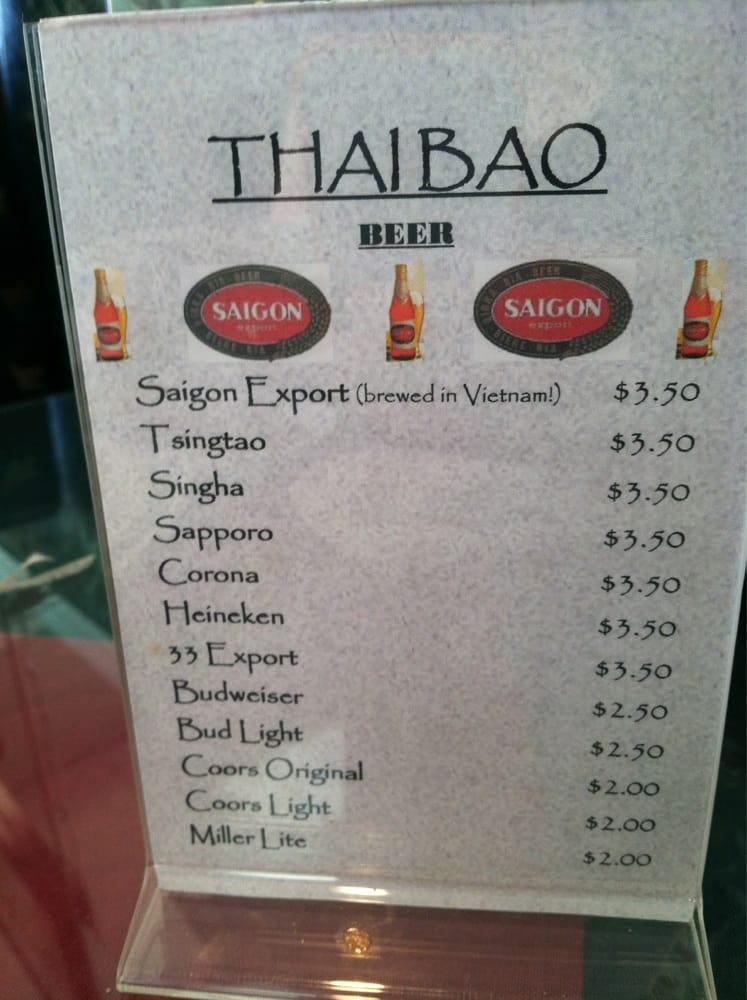 THAI BAO
BEER
SAIGON
export
SAIGON
export
Saigon Export (brewed in Vietnam!) $3.50
Tsingtao $3.50
Singha $3.50
Sapporo $3.50
Corona $3.50
Heineken $3.50
33 Export $3.50
Budweiser $2.50
Bud Light $2.50
Coors Original $2.00
Coors Light $2.00
Miller Lite $2.00